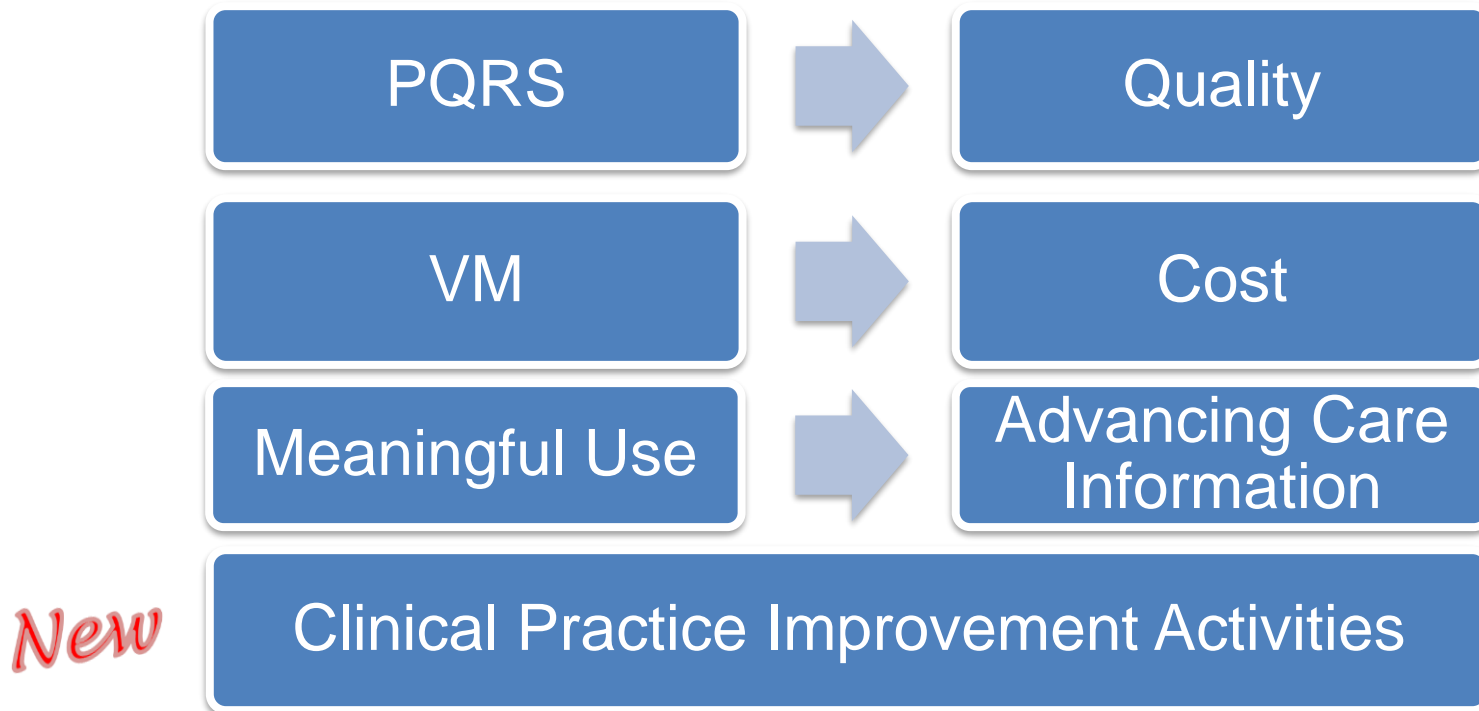 PQRS
Quality
VM
Cost
Meaningful Use
Advancing Care
Information
New
Clinical Practice Improvement Activities